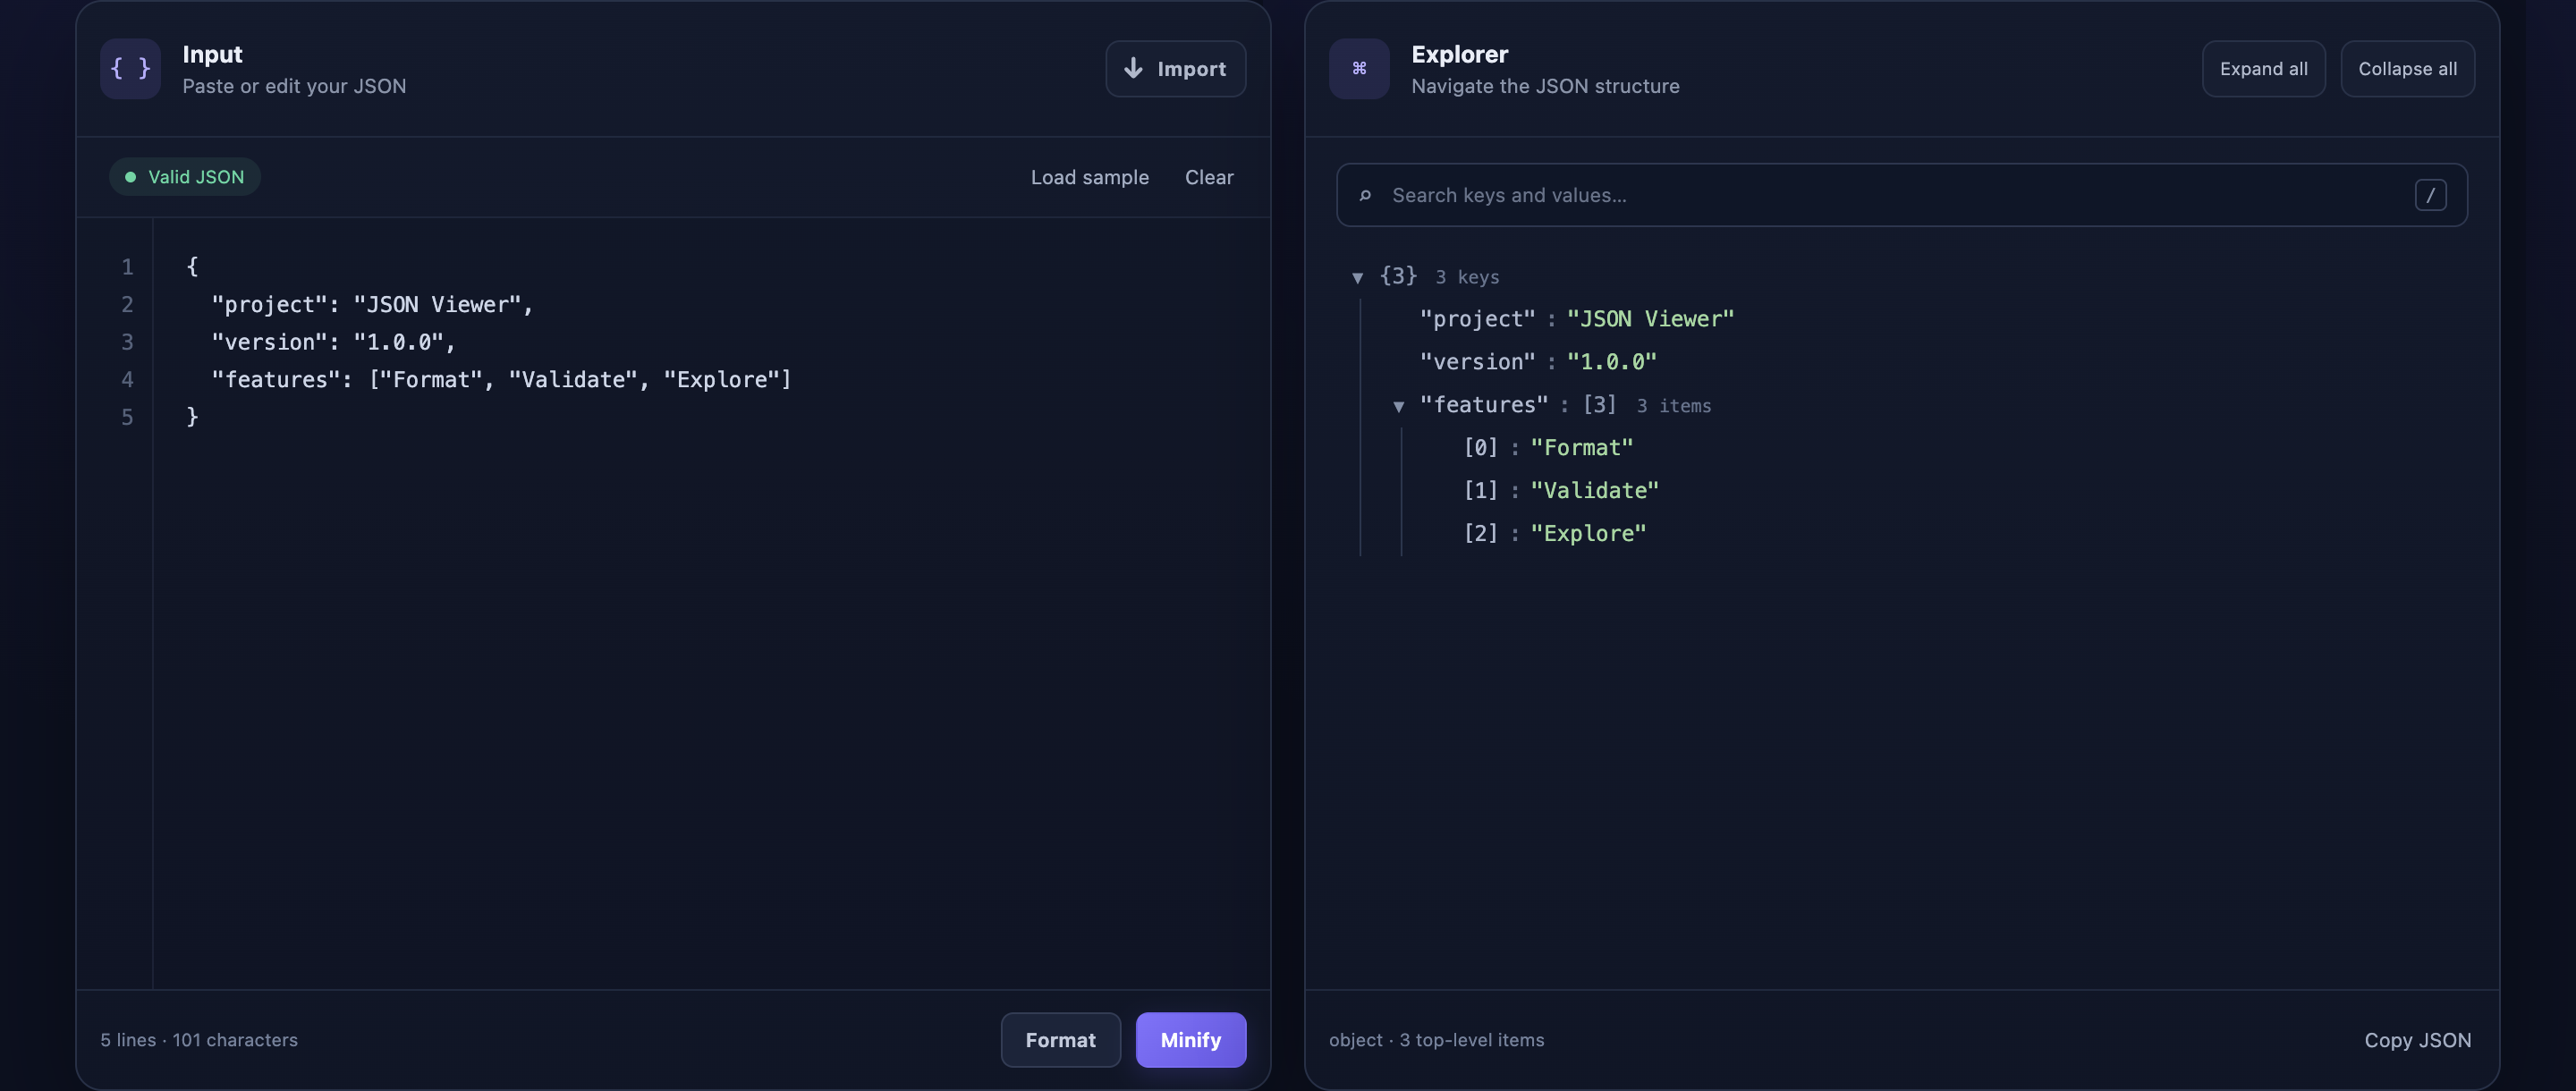 { } Input
Paste or edit your JSON
↓ Import
Valid JSON
Load sample Clear
1 {
2   "project": "JSON Viewer",
3   "version": "1.0.0",
4   "features": ["Format", "Validate", "Explore"]
5 }
5 lines · 101 characters
Format Minify
⌘ Explorer
Navigate the JSON structure
Expand all Collapse all
Search keys and values... /
▼ {3} 3 keys
"project" : "JSON Viewer"
"version" : "1.0.0"
▼ "features" : [3] 3 items
[0] : "Format"
[1] : "Validate"
[2] : "Explore"
object · 3 top-level items
Copy JSON